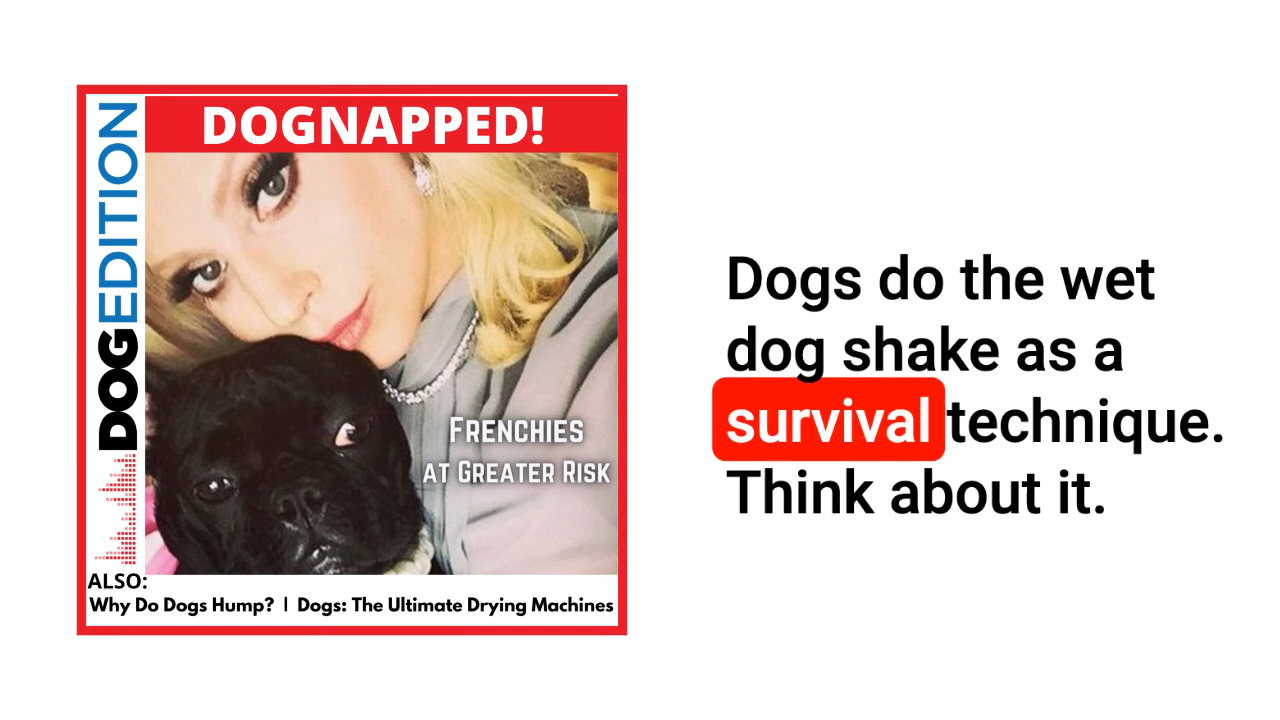 DOGEDITION
DOGNAPPED!
FRENCHIES
AT GREATER RISK
ALSO:
Why Do Dogs Hump? | Dogs: The Ultimate Drying Machines
Dogs do the wet
dog shake as a
survival technique.
Think about it.